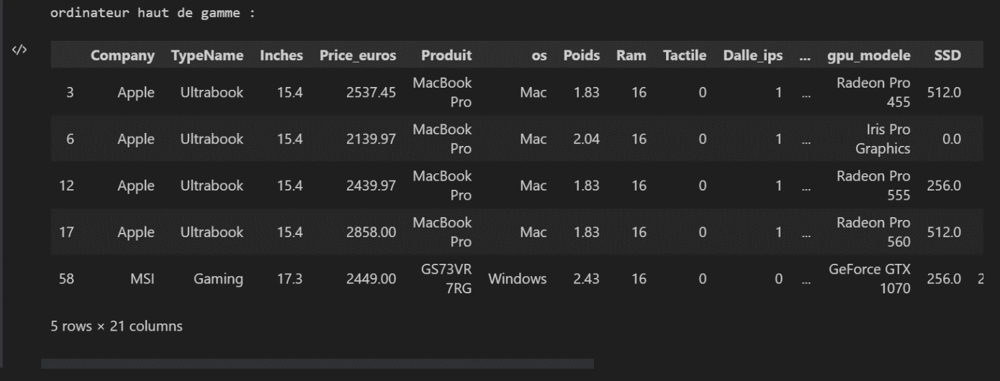 ordinateur haut de gamme :
</>
Company TypeName Inches Price_euros Produit os Poids Ram Tactile Dalle_ips ... gpu_modele SSD
3 Apple Ultrabook 15.4 2537.45 MacBook Pro Mac 1.83 16 0 1 ... Radeon Pro 455 512.0
6 Apple Ultrabook 15.4 2139.97 MacBook Pro Mac 2.04 16 0 1 ... Iris Pro Graphics 0.0
12 Apple Ultrabook 15.4 2439.97 MacBook Pro Mac 1.83 16 0 1 ... Radeon Pro 555 256.0
17 Apple Ultrabook 15.4 2858.00 MacBook Pro Mac 1.83 16 0 1 ... Radeon Pro 560 512.0
58 MSI Gaming 17.3 2449.00 GS73VR 7RG Windows 2.43 16 0 0 ... GeForce GTX 1070 256.0 2
5 rows × 21 columns